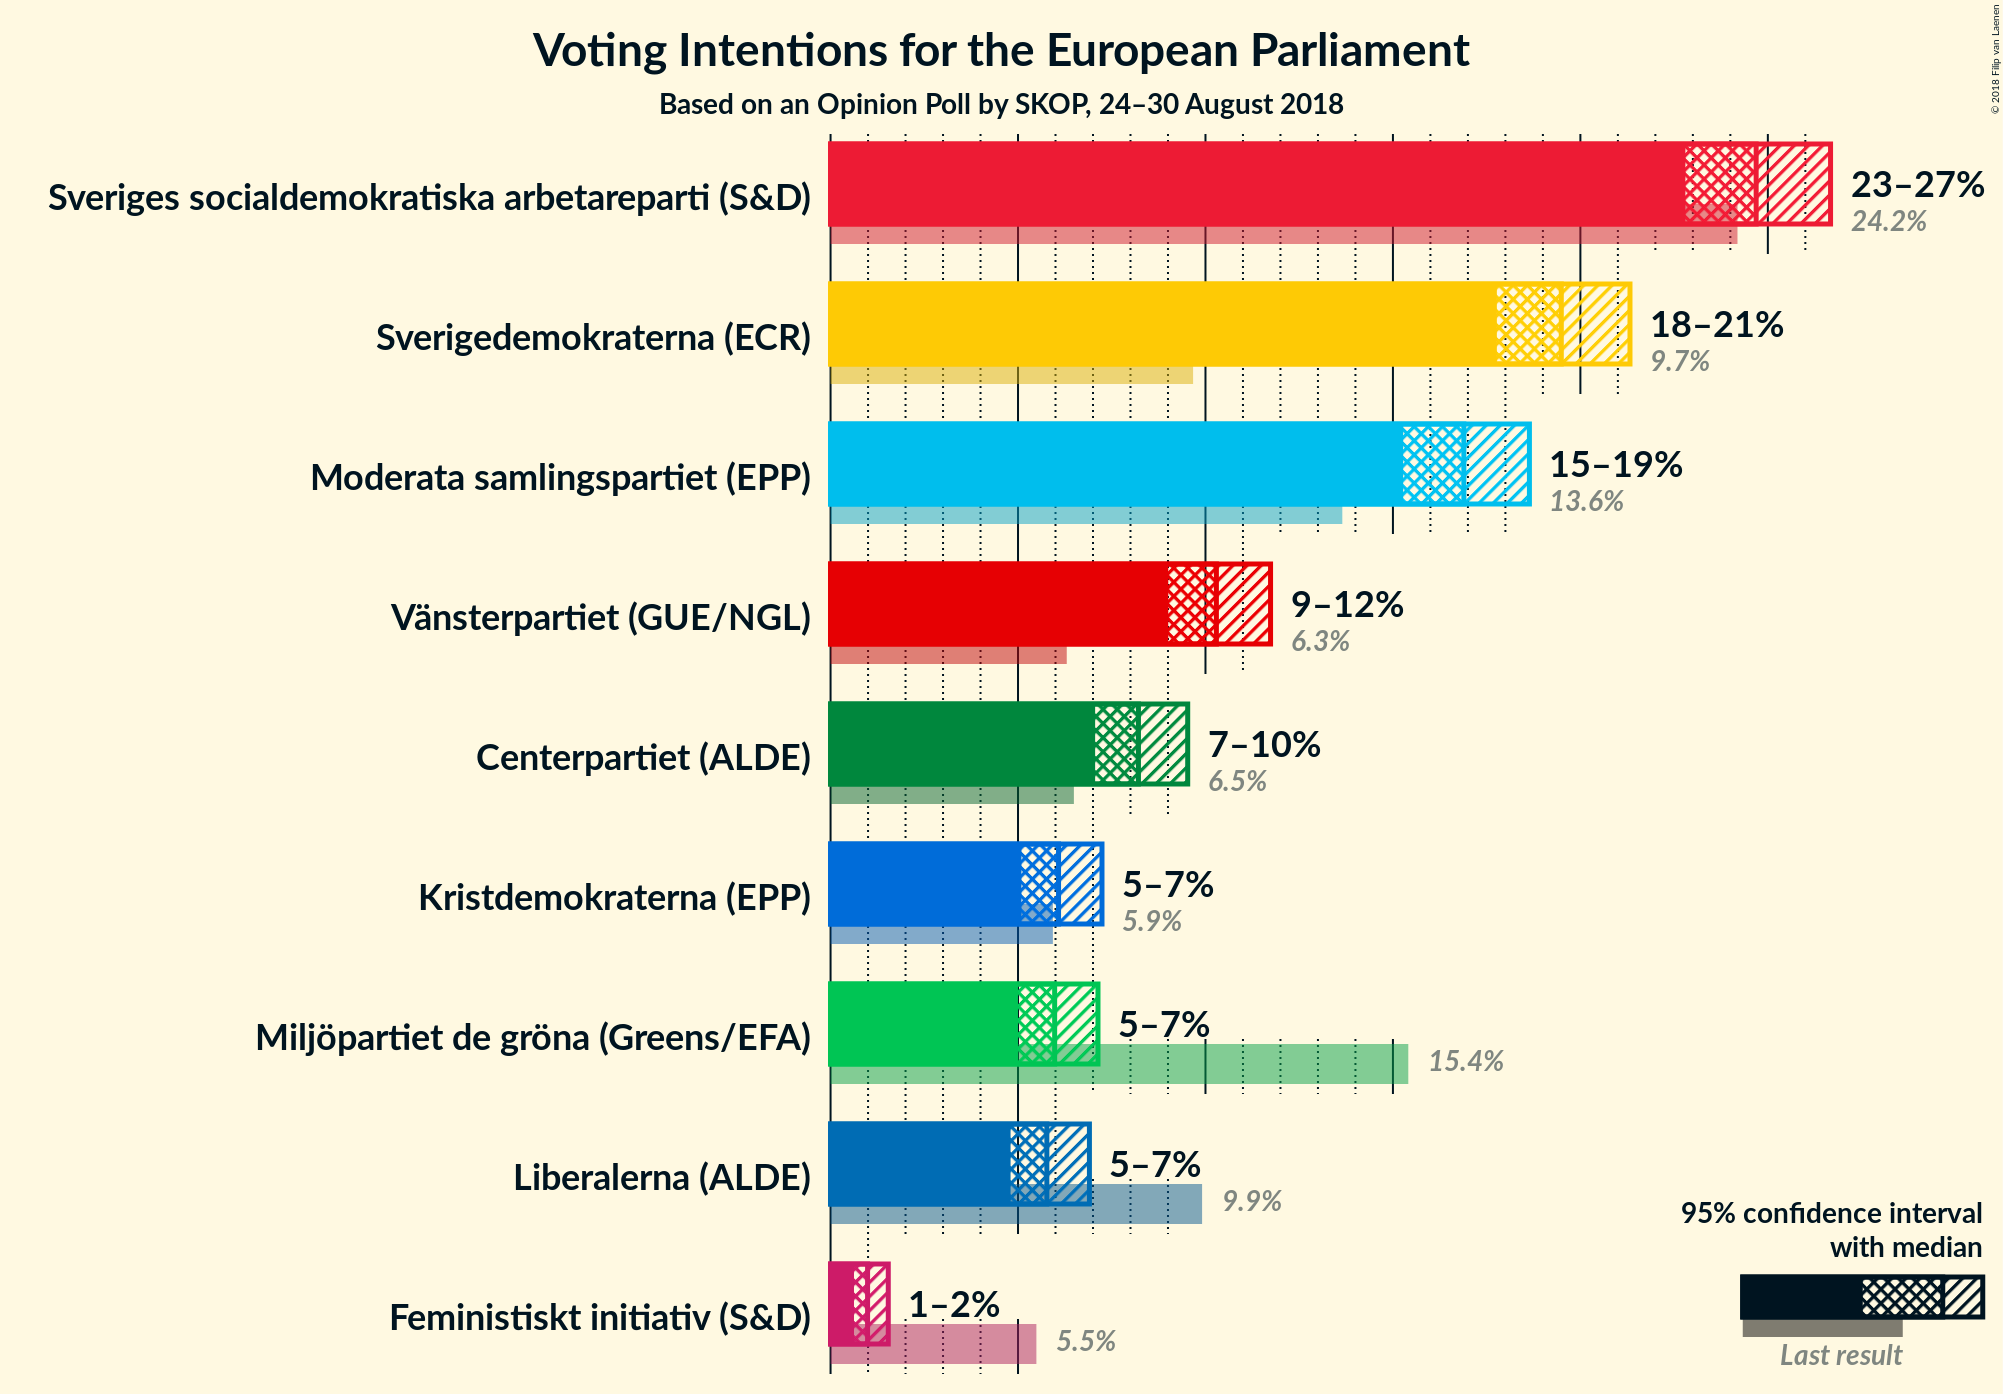 Voting Intentions for the European Parliament
Based on an Opinion Poll by SKOP, 24–30 August 2018
© 2018 Filip van Laenen
Sveriges socialdemokratiska arbetareparti (S&D)
23–27%
24.2%
Sverigedemokraterna (ECR)
18–21%
9.7%
Moderata samlingspartiet (EPP)
15–19%
13.6%
Vänsterpartiet (GUE/NGL)
9–12%
6.3%
Centerpartiet (ALDE)
7–10%
6.5%
Kristdemokraterna (EPP)
5–7%
5.9%
Miljöpartiet de gröna (Greens/EFA)
5–7%
15.4%
Liberalerna (ALDE)
5–7%
9.9%
Feministiskt initiativ (S&D)
1–2%
5.5%
95% confidence interval
with median
Last result